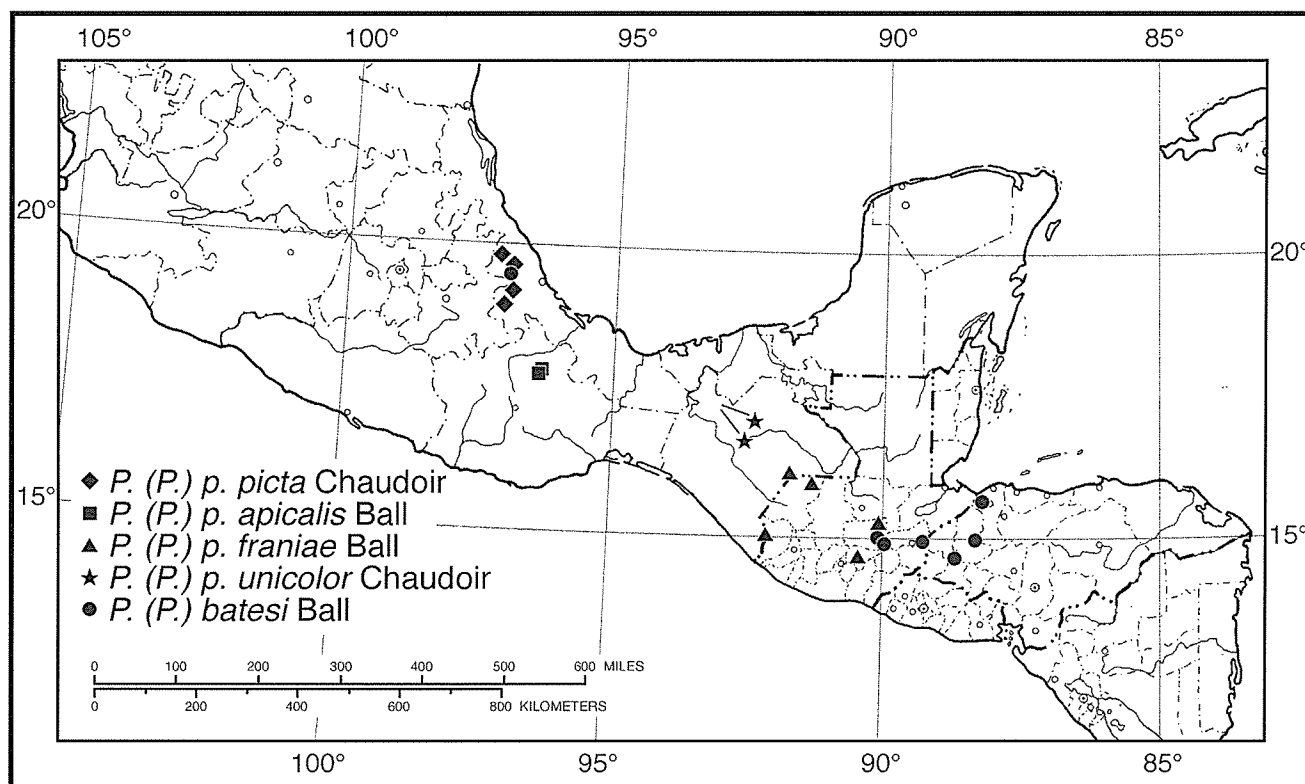 105° 100° 95° 90° 85°
20° 20°
P. (P.) p. picta Chaudoir
15° P. (P.) p. apicalis Ball 15°
P. (P.) p. franiae Ball
P. (P.) p. unicolor Chaudoir
P. (P.) batesi Ball
0 100 200 300 400 500 600 MILES
0 200 400 600 800 KILOMETERS
100° 95° 90° 85°